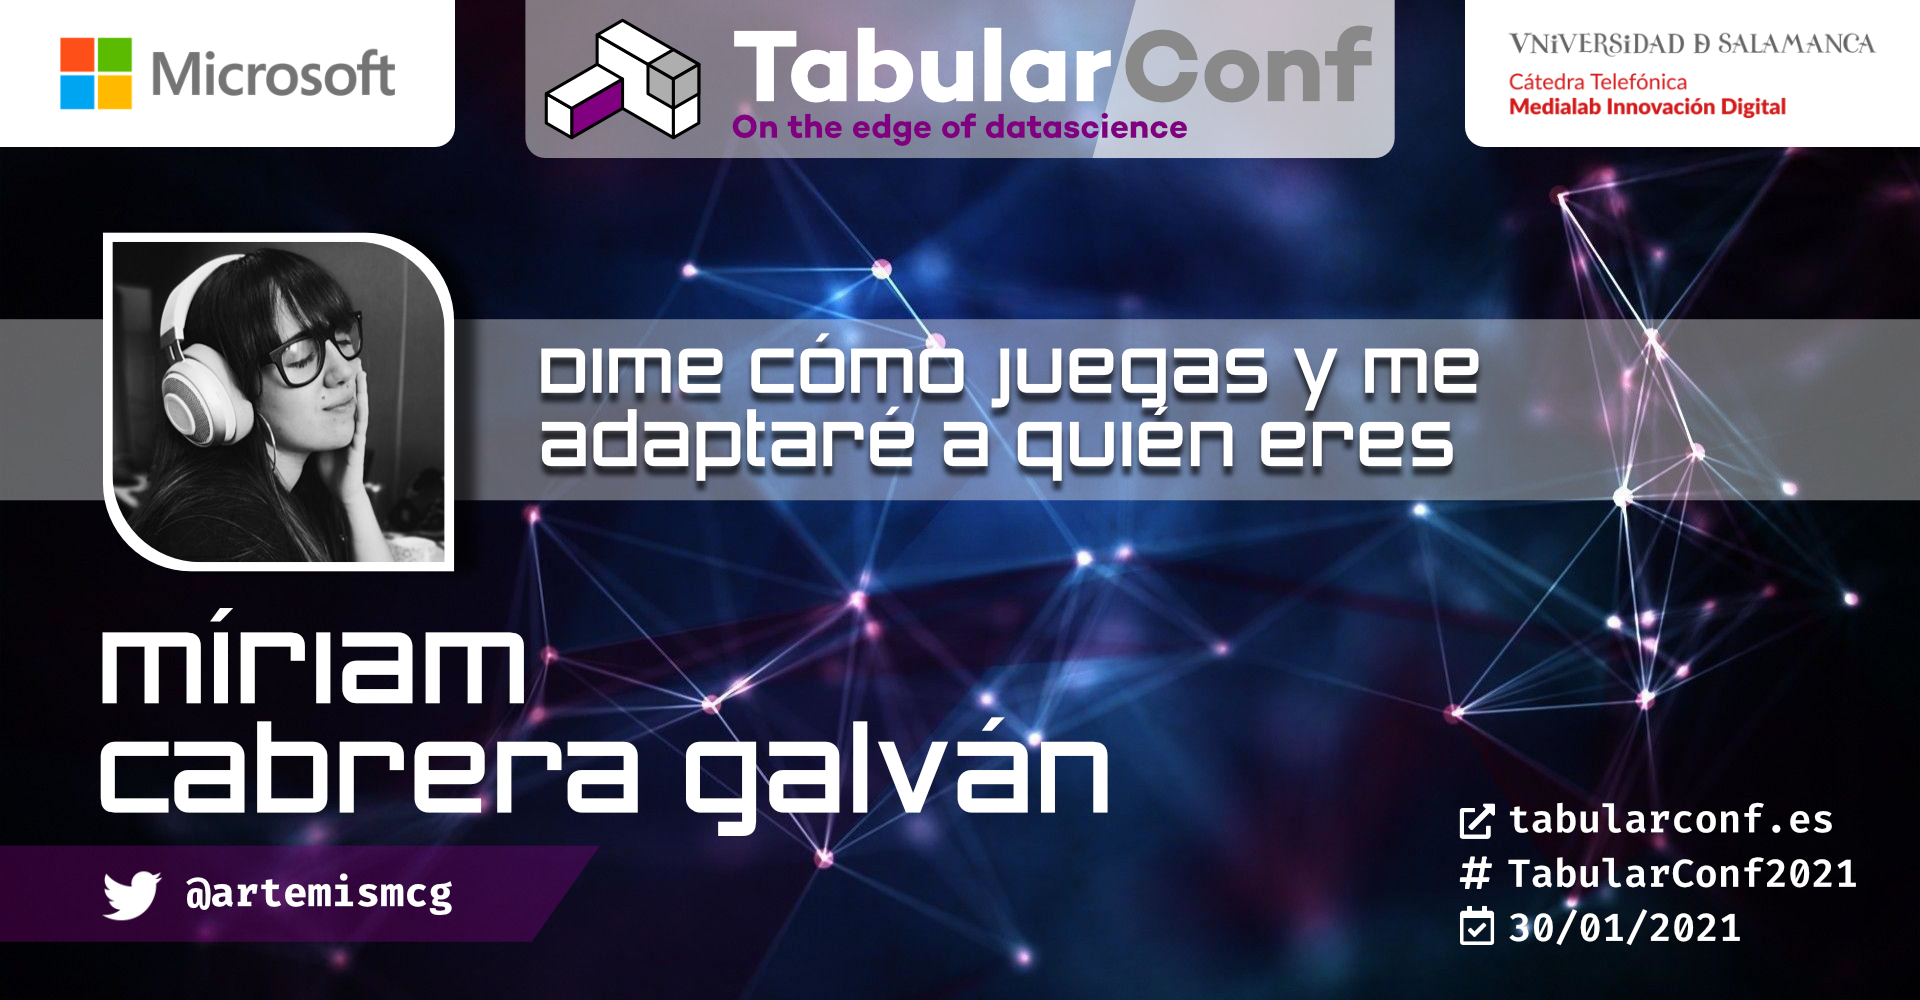 Microsoft
TabularConf
On the edge of datascience
VNiVERSiDAD Ð SALAMANCA
Cátedra Telefónica
Medialab Innovación Digital
Dime cómo juegas y me
adaptaré a quién eres
míriam
cabrera galván
@artemismcg
tabularconf.es
# TabularConf2021
30/01/2021